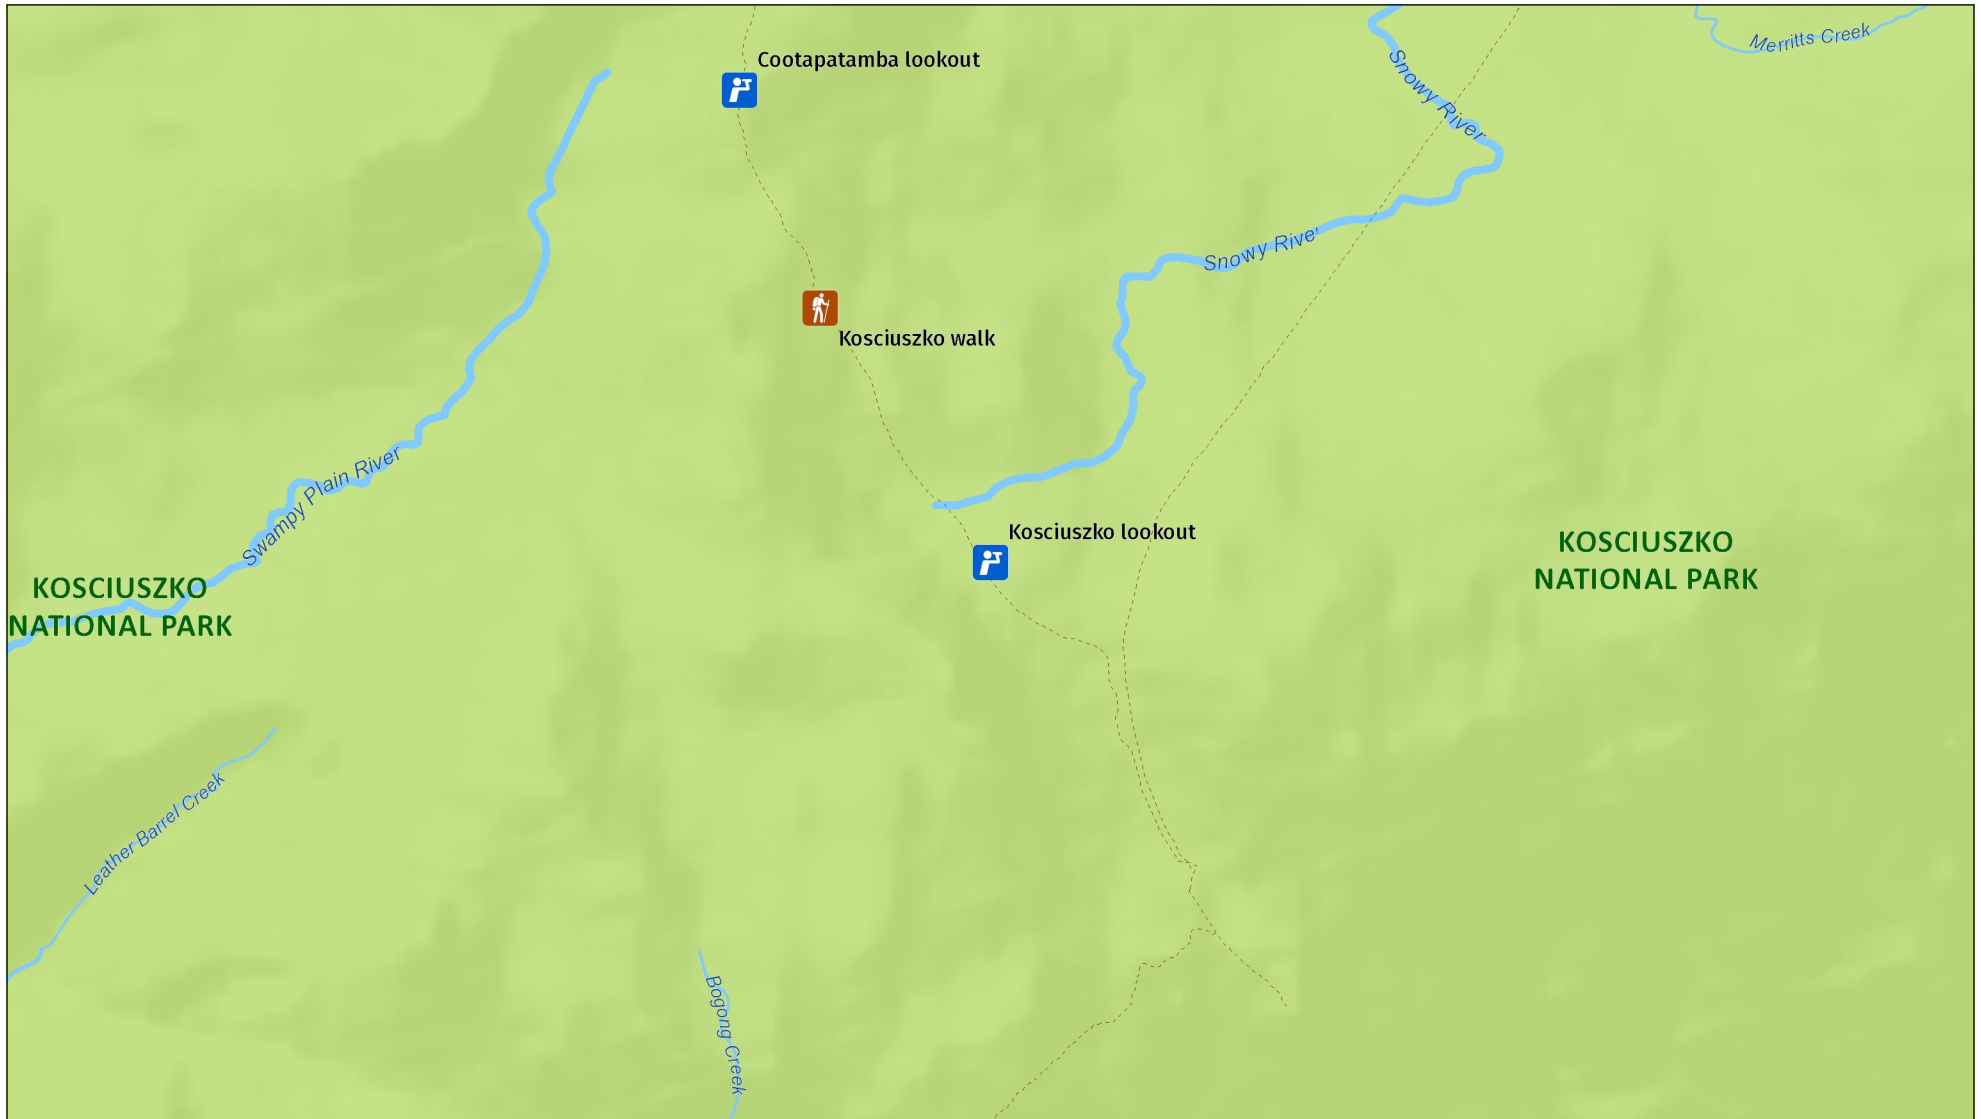 Cootapatamba lookout
Snowy River
Merritts Creek
Snowy Rive
Kosciuszko walk
Swampy Plain River
Kosciuszko lookout
KOSCIUSZKO
NATIONAL PARK
KOSCIUSZKO
NATIONAL PARK
Leather Barrel Creek
Bogong Creek